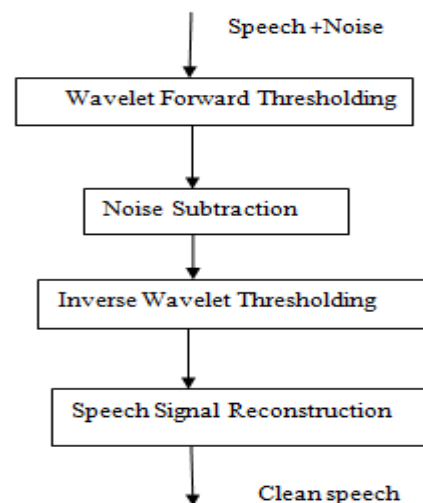 Speech +Noise
Wavelet Forward Thresholding
Noise Subtraction
Inverse Wavelet Thresholding
Speech Signal Reconstruction
Clean speech